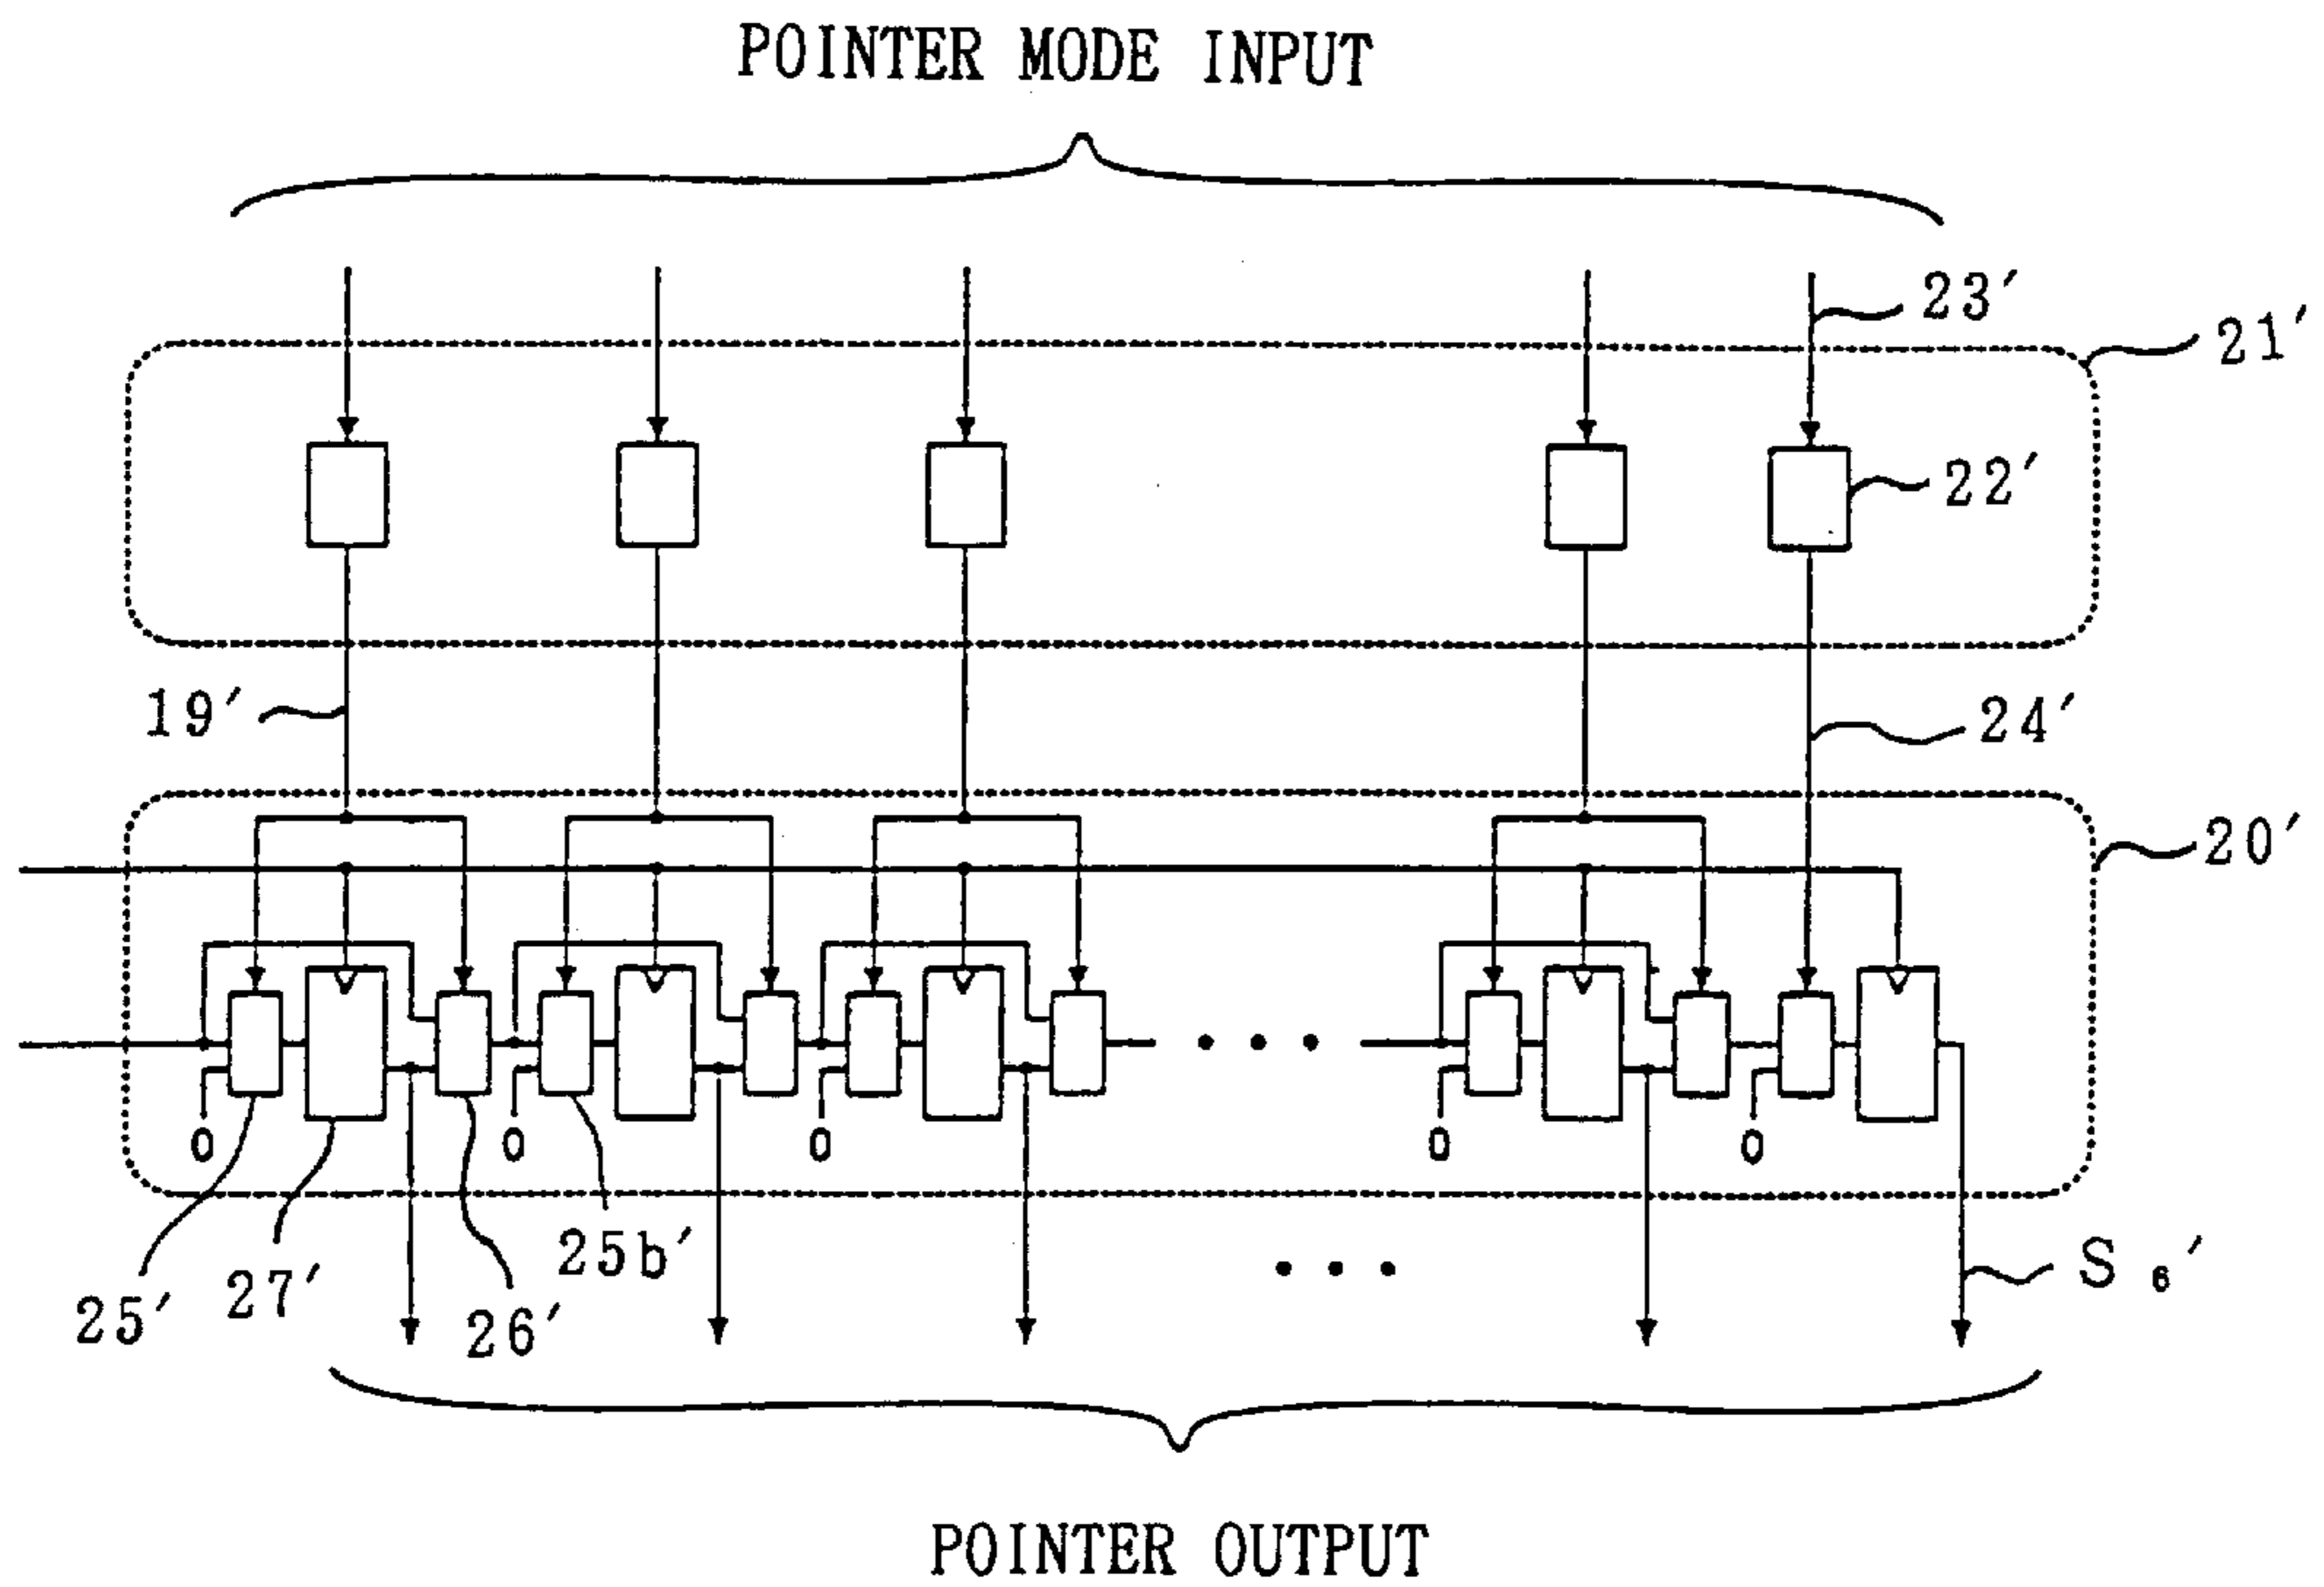 POINTER MODE INPUT
23′
21′
22′
19′
24′
20′
0 0 0 0 0
25′ 27′ 26′ 25b′ S₆′
POINTER OUTPUT